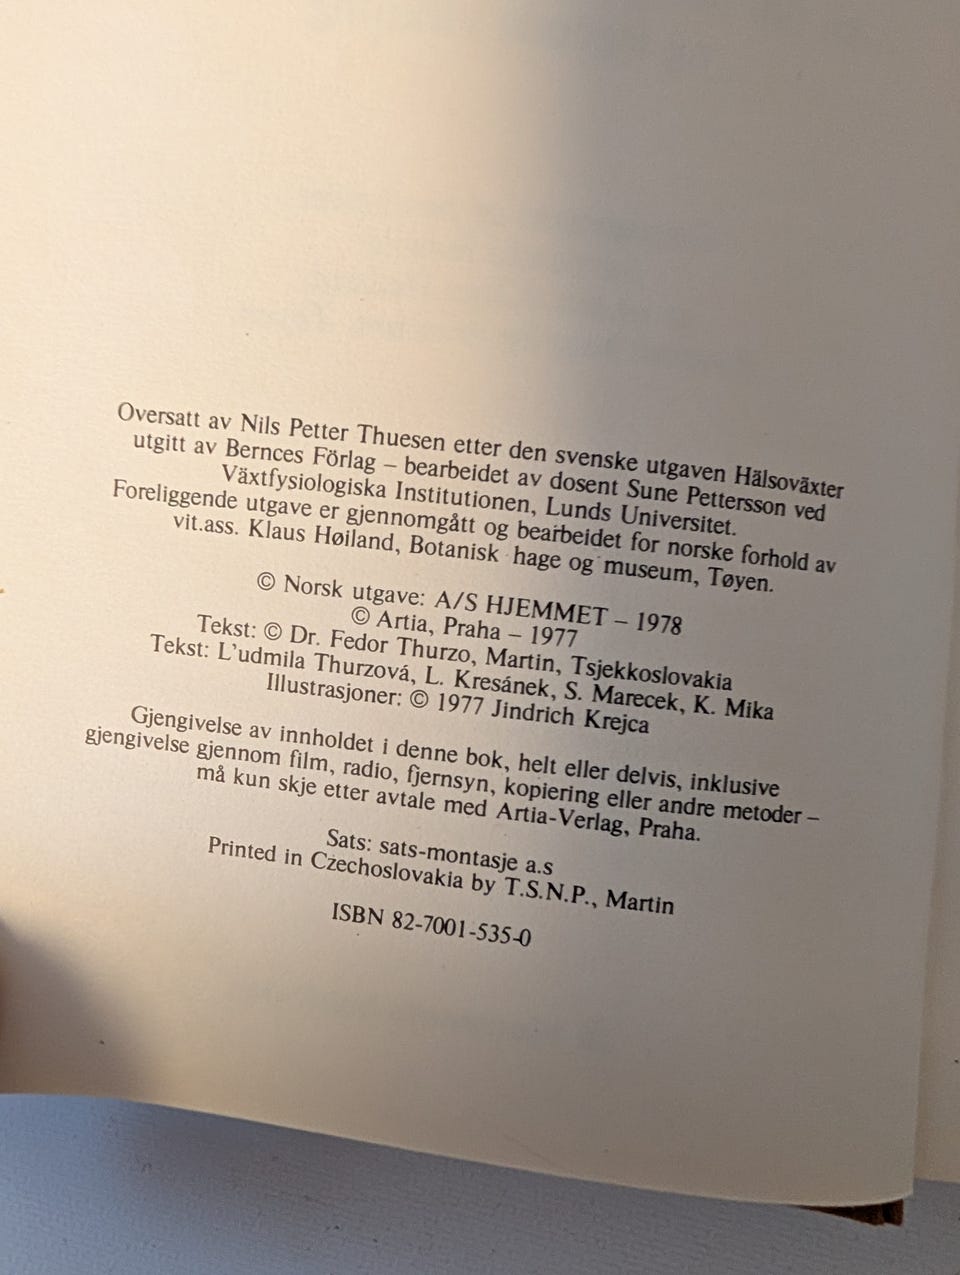 Oversatt av Nils Petter Thuesen etter den svenske utgaven Hälsoväxter
utgitt av Bernces Förlag – bearbeidet av dosent Sune Pettersson ved
Växtfysiologiska Institutionen, Lunds Universitet.
Foreliggende utgave er gjennomgått og bearbeidet for norske forhold av
vit.ass. Klaus Høiland, Botanisk hage og museum, Tøyen.
© Norsk utgave: A/S HJEMMET – 1978
© Artia, Praha – 1977
Tekst: © Dr. Fedor Thurzo, Martin, Tsjekkoslovakia
Tekst: L'udmila Thurzová, L. Kresánek, S. Marecek, K. Mika
Illustrasjoner: © 1977 Jindrich Krejca
Gjengivelse av innholdet i denne bok, helt eller delvis, inklusive
gjengivelse gjennom film, radio, fjernsyn, kopiering eller andre metoder –
må kun skje etter avtale med Artia-Verlag, Praha.
Sats: sats-montasje a.s
Printed in Czechoslovakia by T.S.N.P., Martin
ISBN 82-7001-535-0